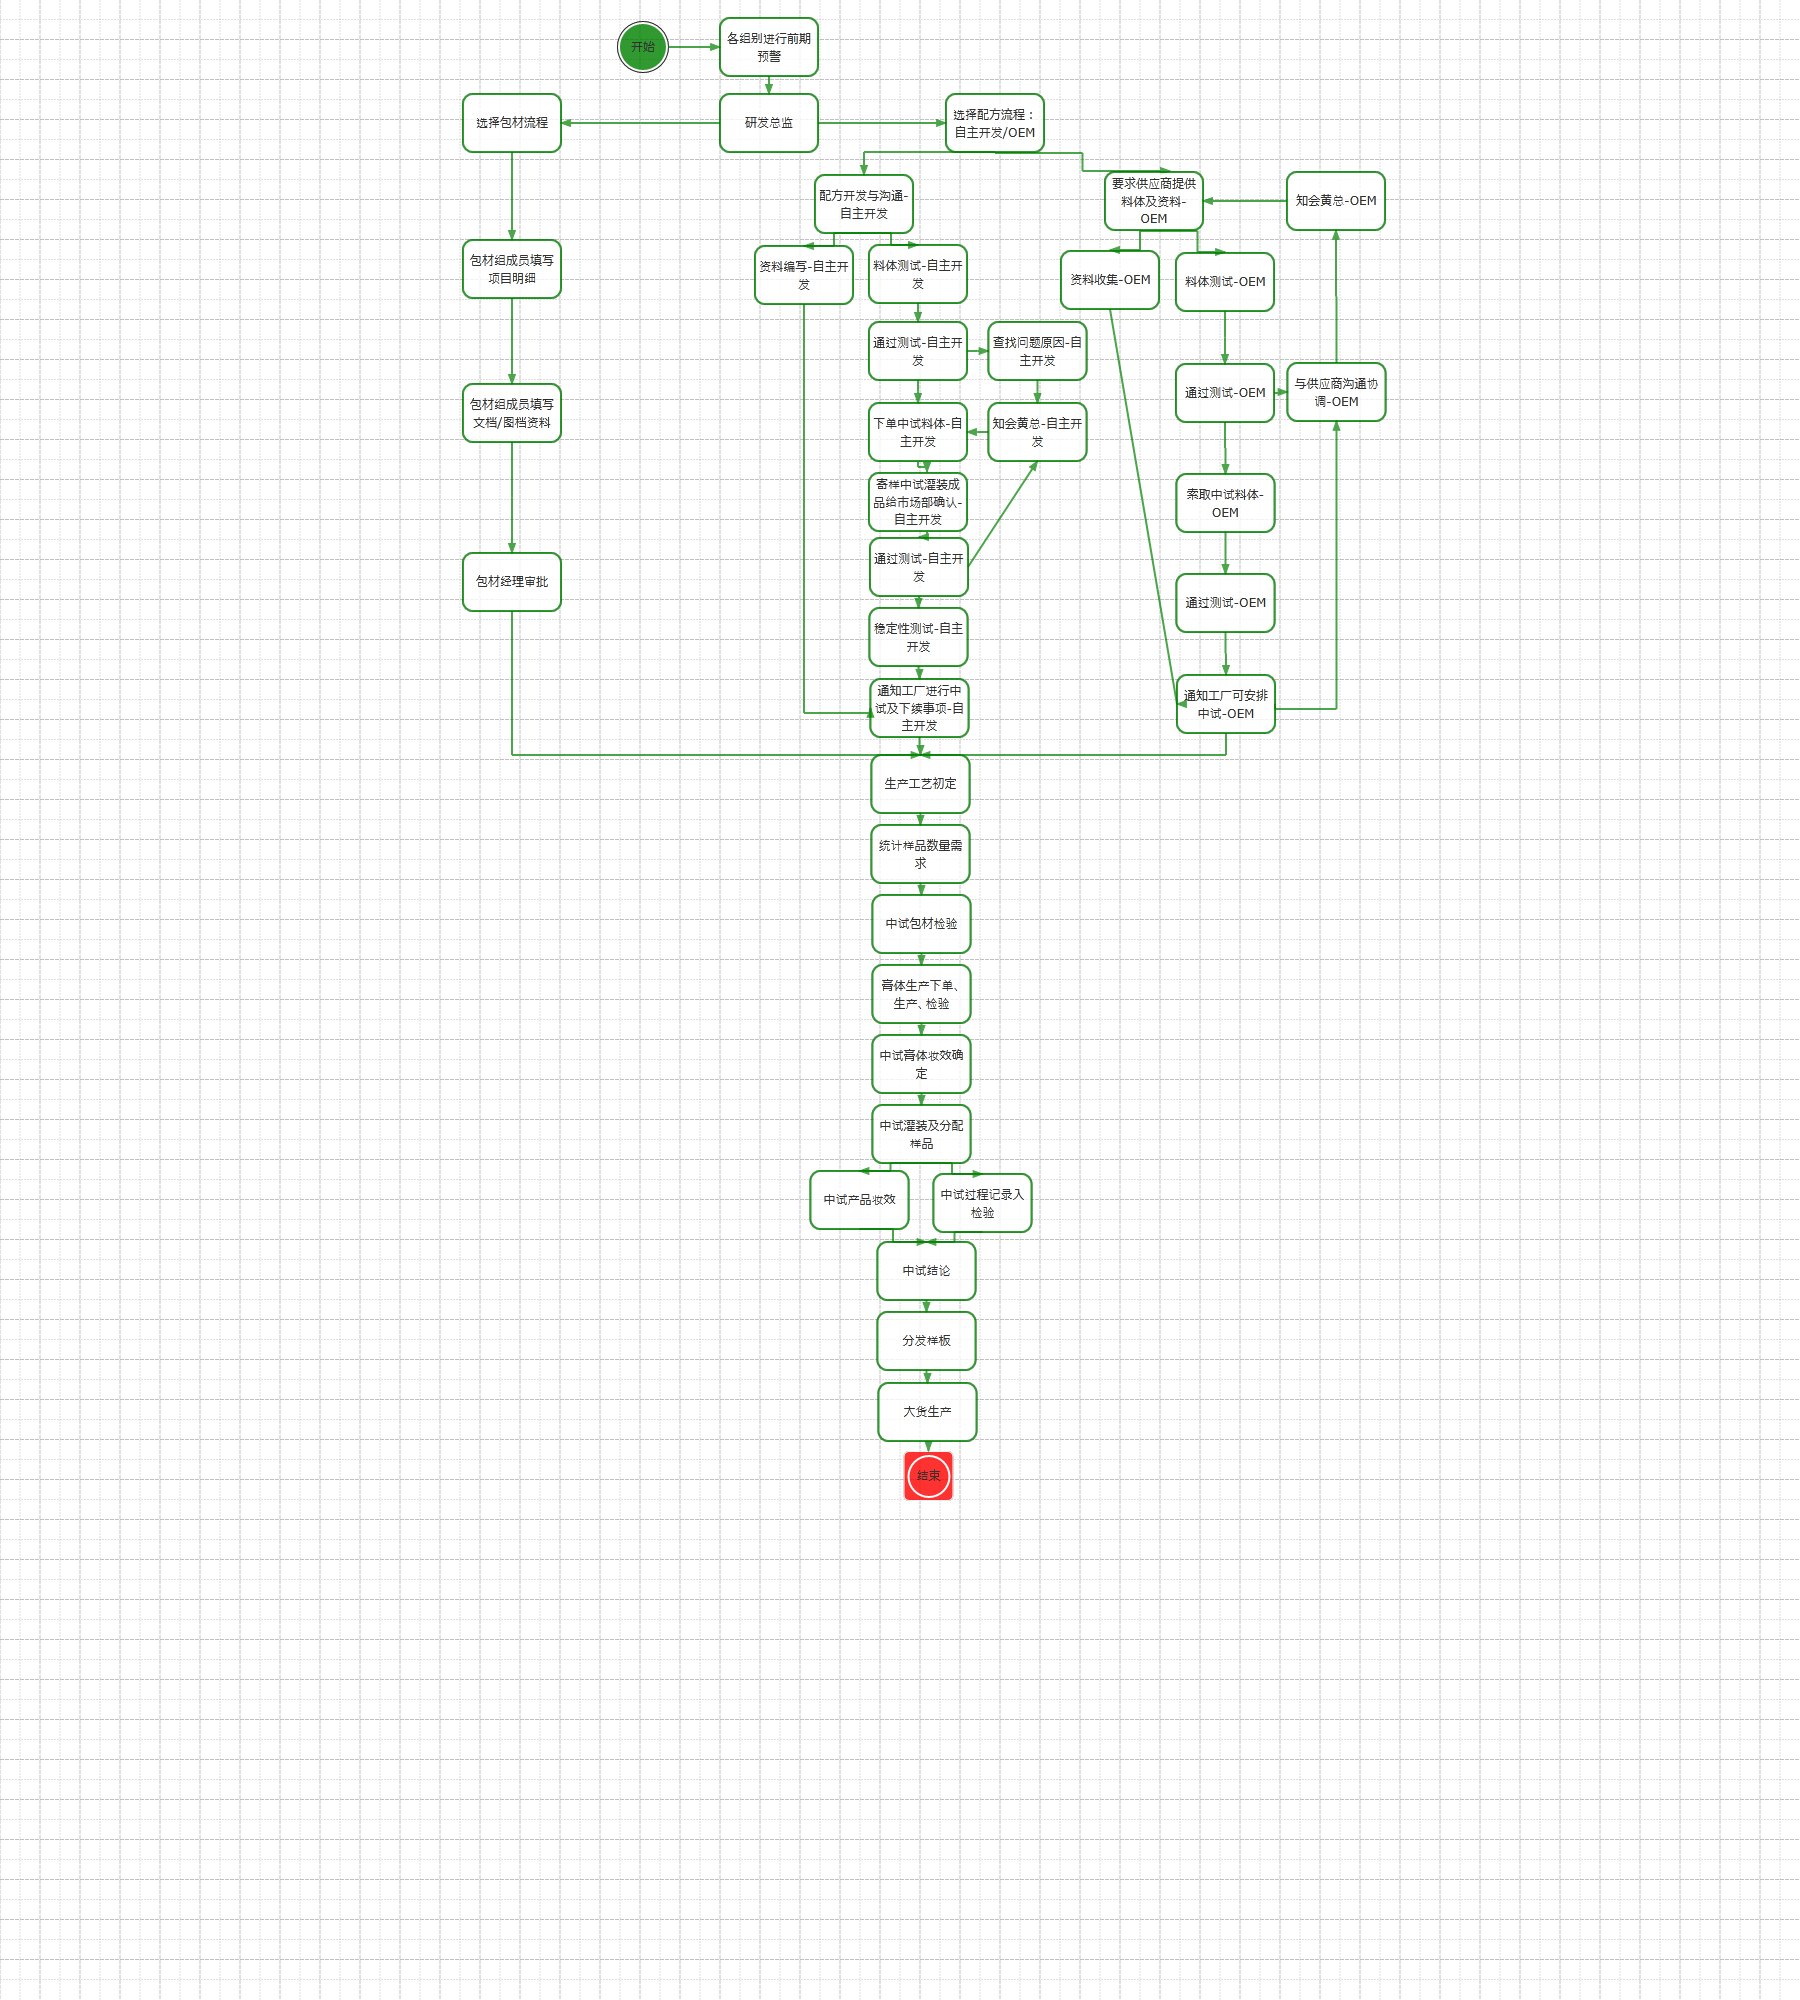 开始
各组别进行前期
预警
选择包材流程
研发总监
选择配方流程：
自主开发/OEM
配方开发与沟通-
自主开发
要求供应商提供
料体及资料-
OEM
知会黄总-OEM
包材组成员填写
项目明细
资料编写-自主开
发
料体测试-自主开
发
资料收集-OEM
料体测试-OEM
通过测试-自主开
发
查找问题原因-自
主开发
通过测试-OEM
与供应商沟通协
调-OEM
包材组成员填写
文档/图档资料
下单中试料体-自
主开发
知会黄总-自主开
发
寄样中试灌装成
品给市场部确认-
自主开发
索取中试料体-
OEM
包材经理审批
通过测试-自主开
发
通过测试-OEM
稳定性测试-自主
开发
通知工厂进行中
试及下续事项-自
主开发
通知工厂可安排
中试-OEM
生产工艺初定
统计样品数量需
求
中试包材检验
膏体生产下单、
生产、检验
中试膏体妆效确
定
中试灌装及分配
样品
中试产品妆效
中试过程记录入
检验
中试结论
分发样板
大货生产
结束